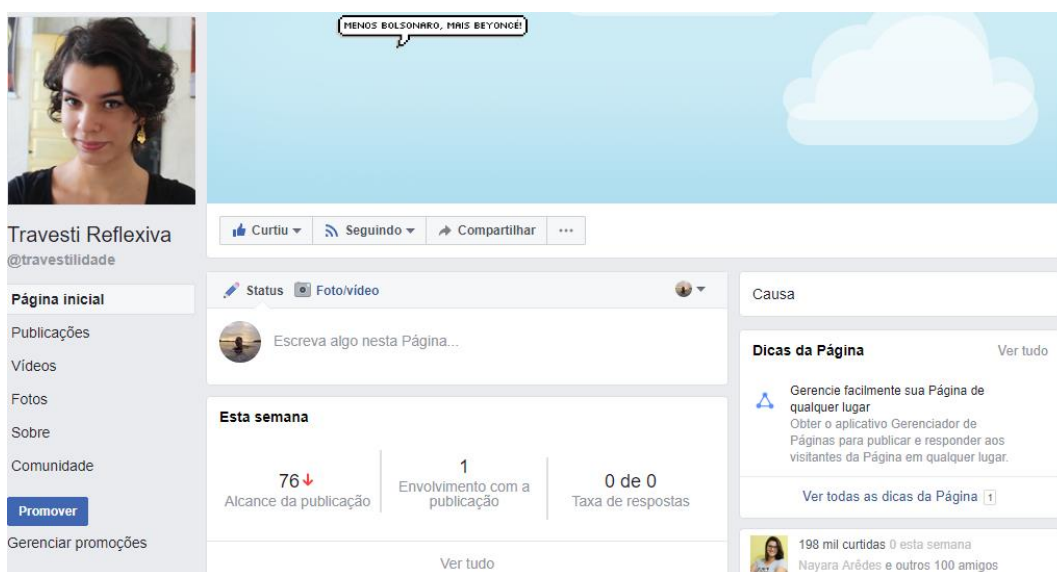 MENOS BOLSONARO, MAIS BEYONCÉ!
Travesti Reflexiva
@travestilidade
Página inicial
Publicações
Vídeos
Fotos
Sobre
Comunidade
Promover
Gerenciar promoções
Curtiu
Seguindo
Compartilhar
Status
Foto/vídeo
Escreva algo nesta Página...
Esta semana
76
Alcance da publicação
1
Envolvimento com a
publicação
0 de 0
Taxa de respostas
Ver tudo
Causa
Dicas da Página
Ver tudo
Gerencie facilmente sua Página de
qualquer lugar
Obter o aplicativo Gerenciador de
Páginas para publicar e responder aos
visitantes da Página em qualquer lugar.
Ver todas as dicas da Página 1
198 mil curtidas 0 esta semana
Nayara Arêdes e outros 100 amigos